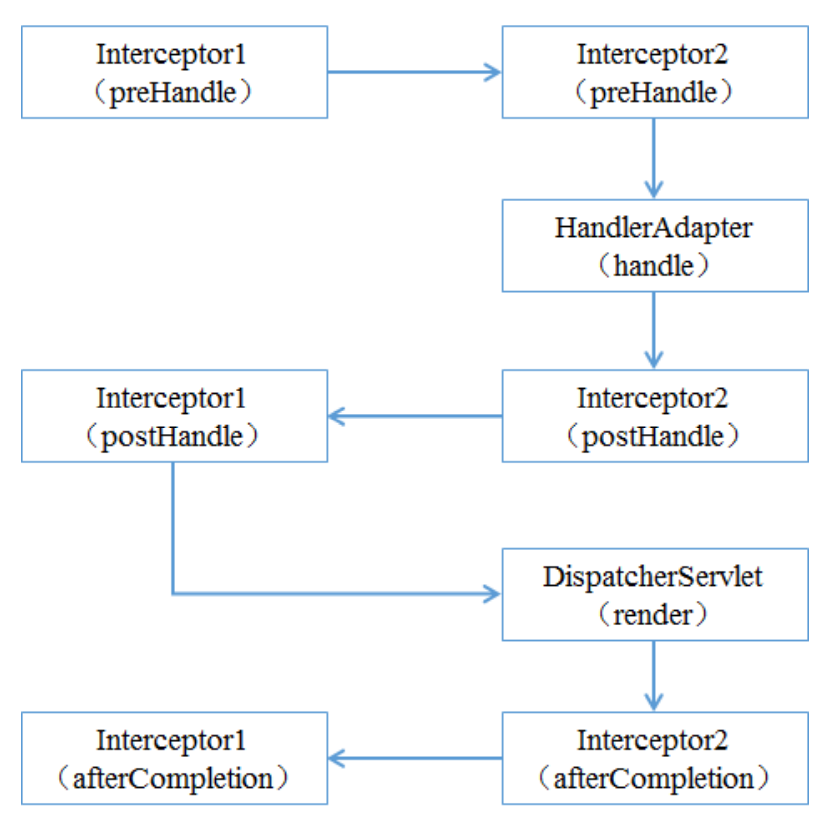 Interceptor1
（preHandle）
Interceptor2
（preHandle）
HandlerAdapter
（handle）
Interceptor1
（postHandle）
Interceptor2
（postHandle）
DispatcherServlet
（render）
Interceptor1
（afterCompletion）
Interceptor2
（afterCompletion）